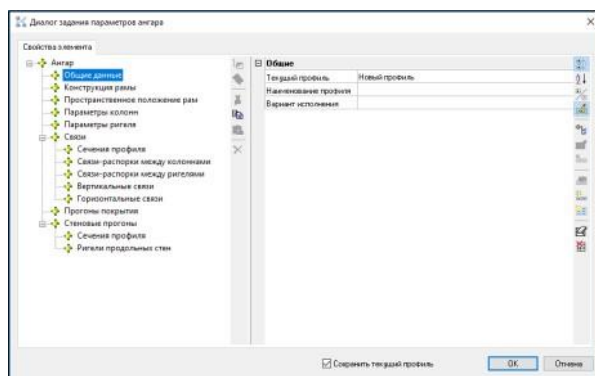 Диалог задания параметров ангара
Свойства элемента
Ангар
Общие данные
Конструкция рамы
Пространственное положение рам
Параметры колонн
Параметры ригеля
Связи
Сечения профиля
Связи-распорки между колоннами
Связи-распорки между ригелями
Вертикальные связи
Горизонтальные связи
Прогоны покрытия
Стеновые прогоны
Сечения профиля
Ригели продольных стен
Общие
Текущий профиль Новый профиль
Наименование профиля
Вариант исполнения
Сохранить текущий профиль
OK Отмена